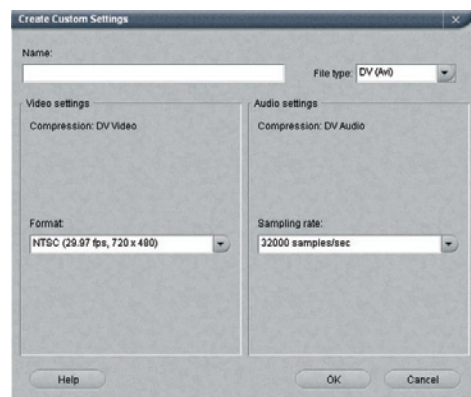 Create Custom Settings
Name:
File type: DV (Avi)
Video settings
Audio settings
Compression: DV Video
Compression: DV Audio
Format:
Sampling rate:
NTSC (29.97 fps, 720 x 480)
32000 samples/sec
Help
OK
Cancel